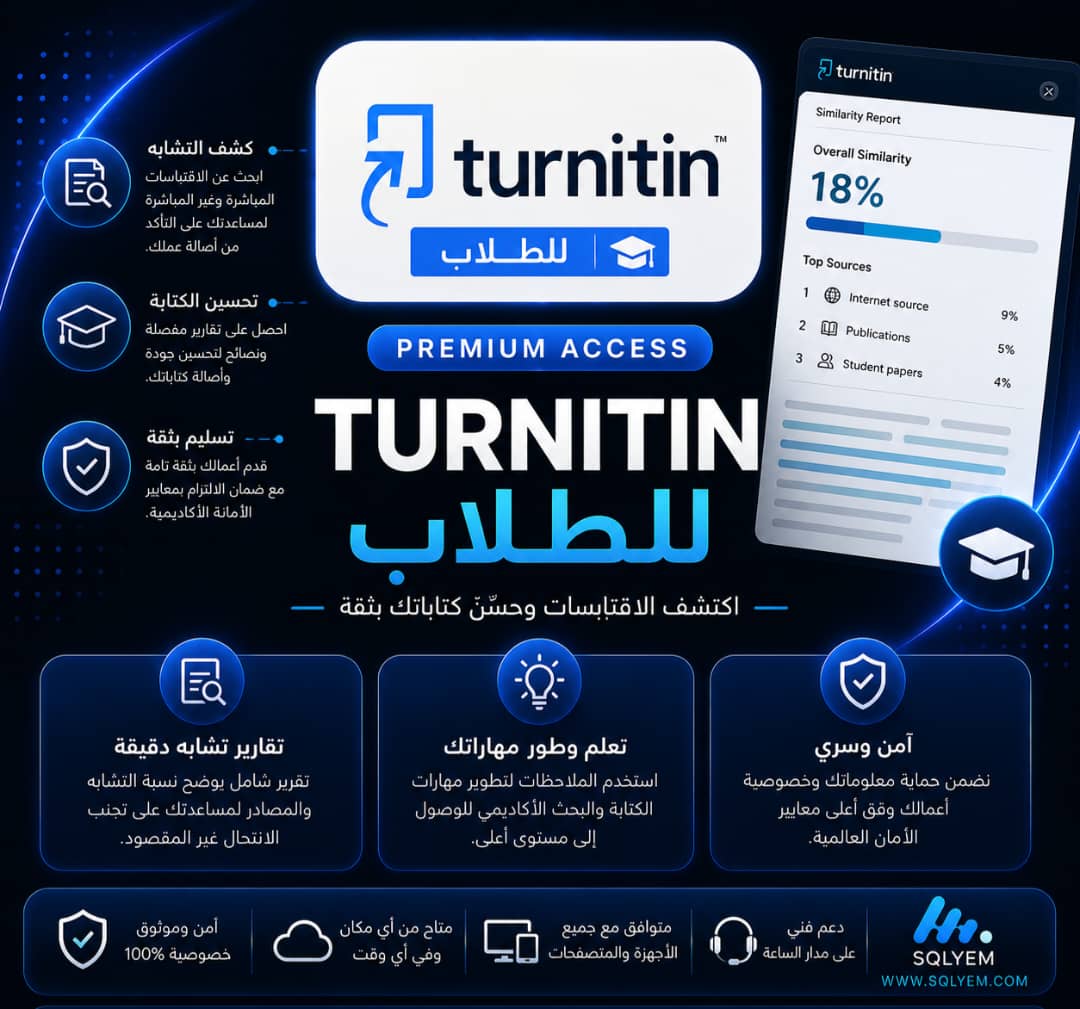 turnitin™
للطلاب
PREMIUM ACCESS
TURNITIN
للطلاب
اكتشف الاقتباسات وحسّنّ كتاباتك بثقة
كشف التشابه
ابحث عن الاقتباسات
المباشرة وغير المباشرة
لمساعدتك على التأكد
من أصالة عملك.
تحسين الكتابة
احصل على تقارير مفصلة
ونصائح لتحسين جودة
وأصالة كتاباتك.
تسليم بثقة
قدم أعمالك بثقة تامة
مع ضمان الالتزام بمعايير
الأمانة الأكاديمية.
turnitin
Similarity Report
Overall Similarity
18%
Top Sources
1 Internet source 9%
2 Publications 5%
3 Student papers 4%
آمن وسري
نضمن حماية معلوماتك وخصوصية
أعمالك وفق أعلى معايير
الأمان العالمية.
تعلم وطور مهاراتك
استخدم الملاحظات لتطوير مهارات
الكتابة والبحث الأكاديمي للوصول
إلى مستوى أعلى.
تقارير تشابه دقيقة
تقرير شامل يوضح نسبة التشابه
والمصادر لمساعدتك على تجنب
الانتحال غير المقصود.
SQLYEM
WWW.SQLYEM.COM
دعم فني
على مدار الساعة
متوافق مع جميع
الأجهزة والمتصفحات
متاح من أي مكان
وفي أي وقت
آمن وموثوق
خصوصية 100%